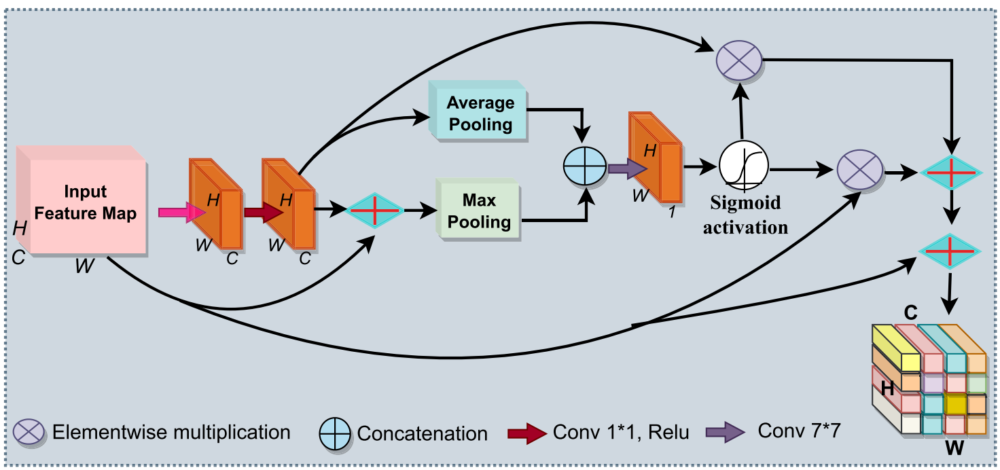 Average
Pooling
Input
Feature Map
H
C
W
H
W
C
H
W
C
Max
Pooling
H
W
1
Sigmoid
activation
C
H
W
Elementwise multiplication
Concatenation
Conv 1*1, Relu
Conv 7*7